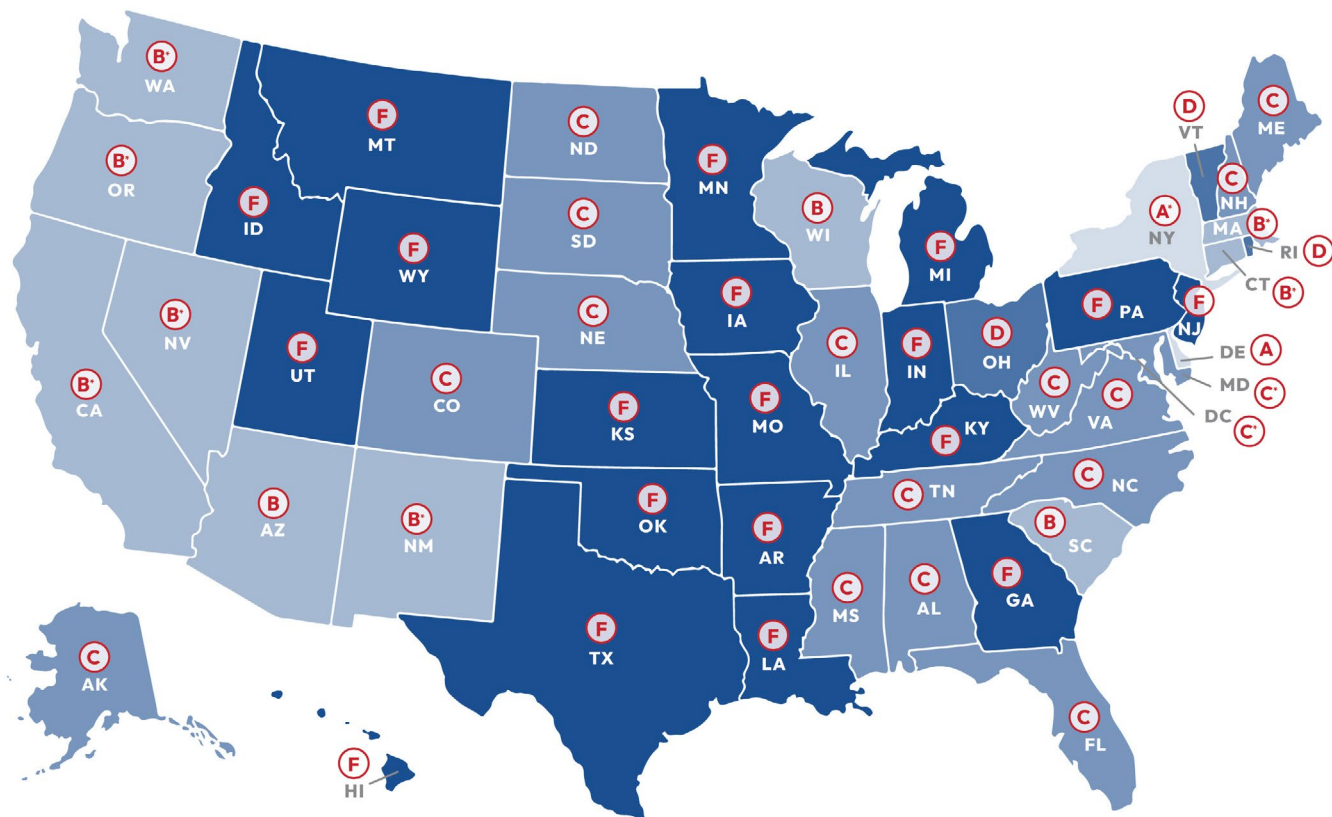 B*
WA
B*
OR
B*
CA
B*
NV
F
ID
F
MT
F
WY
F
UT
B
AZ
C
CO
B*
NM
C
ND
C
SD
C
NE
F
KS
F
OK
F
TX
F
MN
F
IA
F
MO
F
AR
F
LA
B
WI
C
IL
F
MI
F
IN
D
OH
F KY
C TN
C
MS
C
AL
F
GA
C
FL
B
SC
C NC
C
VA
C
WV
F PA
F
NJ
A*
NY
D
VT
C
NH
C
ME
MA B*
RI D
CT
B*
DE A
MD
C*
DC
C*
C
AK
F
HI